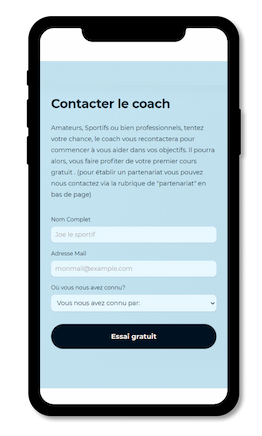 Contacter le coach
Amateurs, Sportifs ou bien professionnels, tentez
votre chance, le coach vous recontactera pour
commencer à vous aider dans vos objectifs. Il pourra
alors, vous faire profiter de votre premier cours
gratuit . (pour établir un partenariat vous pouvez
nous contactez via la rubrique de "partenariat" en
bas de page)
Nom Complet
Joe le sportif
Adresse Mail
monmail@example.com
Où vous nous avez connu?
Vous nous avez connu par:
Essai gratuit